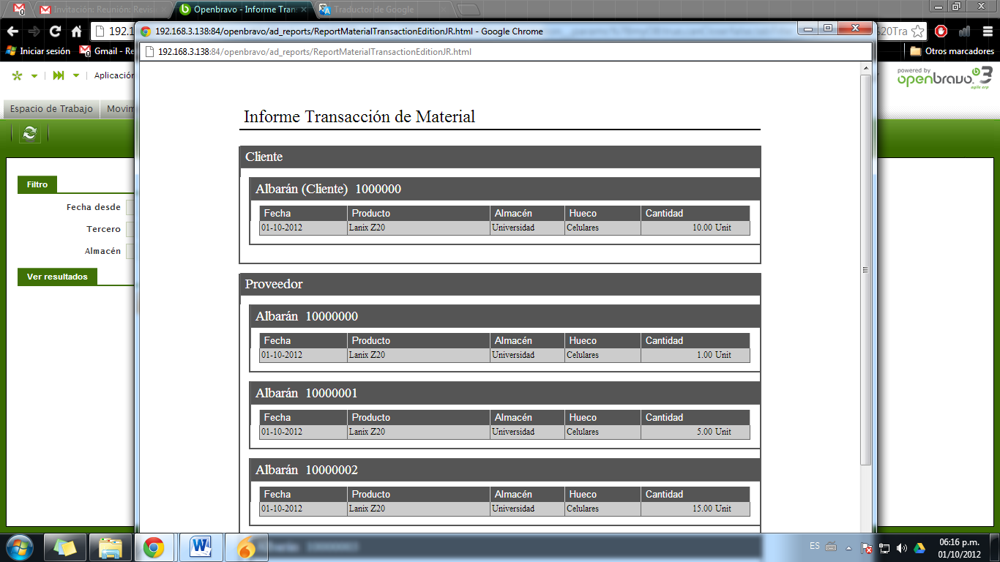 Invitación: Reunión: Revis
Openbravo - Informe Tran
Traductor de Google
192.1
20Tra
192.168.3.138:84/openbravo/ad_reports/ReportMaterialTransactionEditionJR.html - Google Chrome
Iniciar sesión
Gmail - Re
Otros marcadores
192.168.3.138:84/openbravo/ad_reports/ReportMaterialTransactionEditionJR.html
Aplicación
powered by
openbravo 3
agile erp
Espacio de Trabajo
Movim
Filtro
Fecha desde
Tercero
Almacén
Ver resultados
Informe Transacción de Material
Cliente
Albarán (Cliente) 1000000
Fecha Producto Almacén Hueco Cantidad
01-10-2012 Lanix Z20 Universidad Celulares 10.00 Unit
Proveedor
Albarán 10000000
Fecha Producto Almacén Hueco Cantidad
01-10-2012 Lanix Z20 Universidad Celulares 1.00 Unit
Albarán 10000001
Fecha Producto Almacén Hueco Cantidad
01-10-2012 Lanix Z20 Universidad Celulares 5.00 Unit
Albarán 10000002
Fecha Producto Almacén Hueco Cantidad
01-10-2012 Lanix Z20 Universidad Celulares 15.00 Unit
Albarán 10000003
ES
06:16 p.m.
01/10/2012